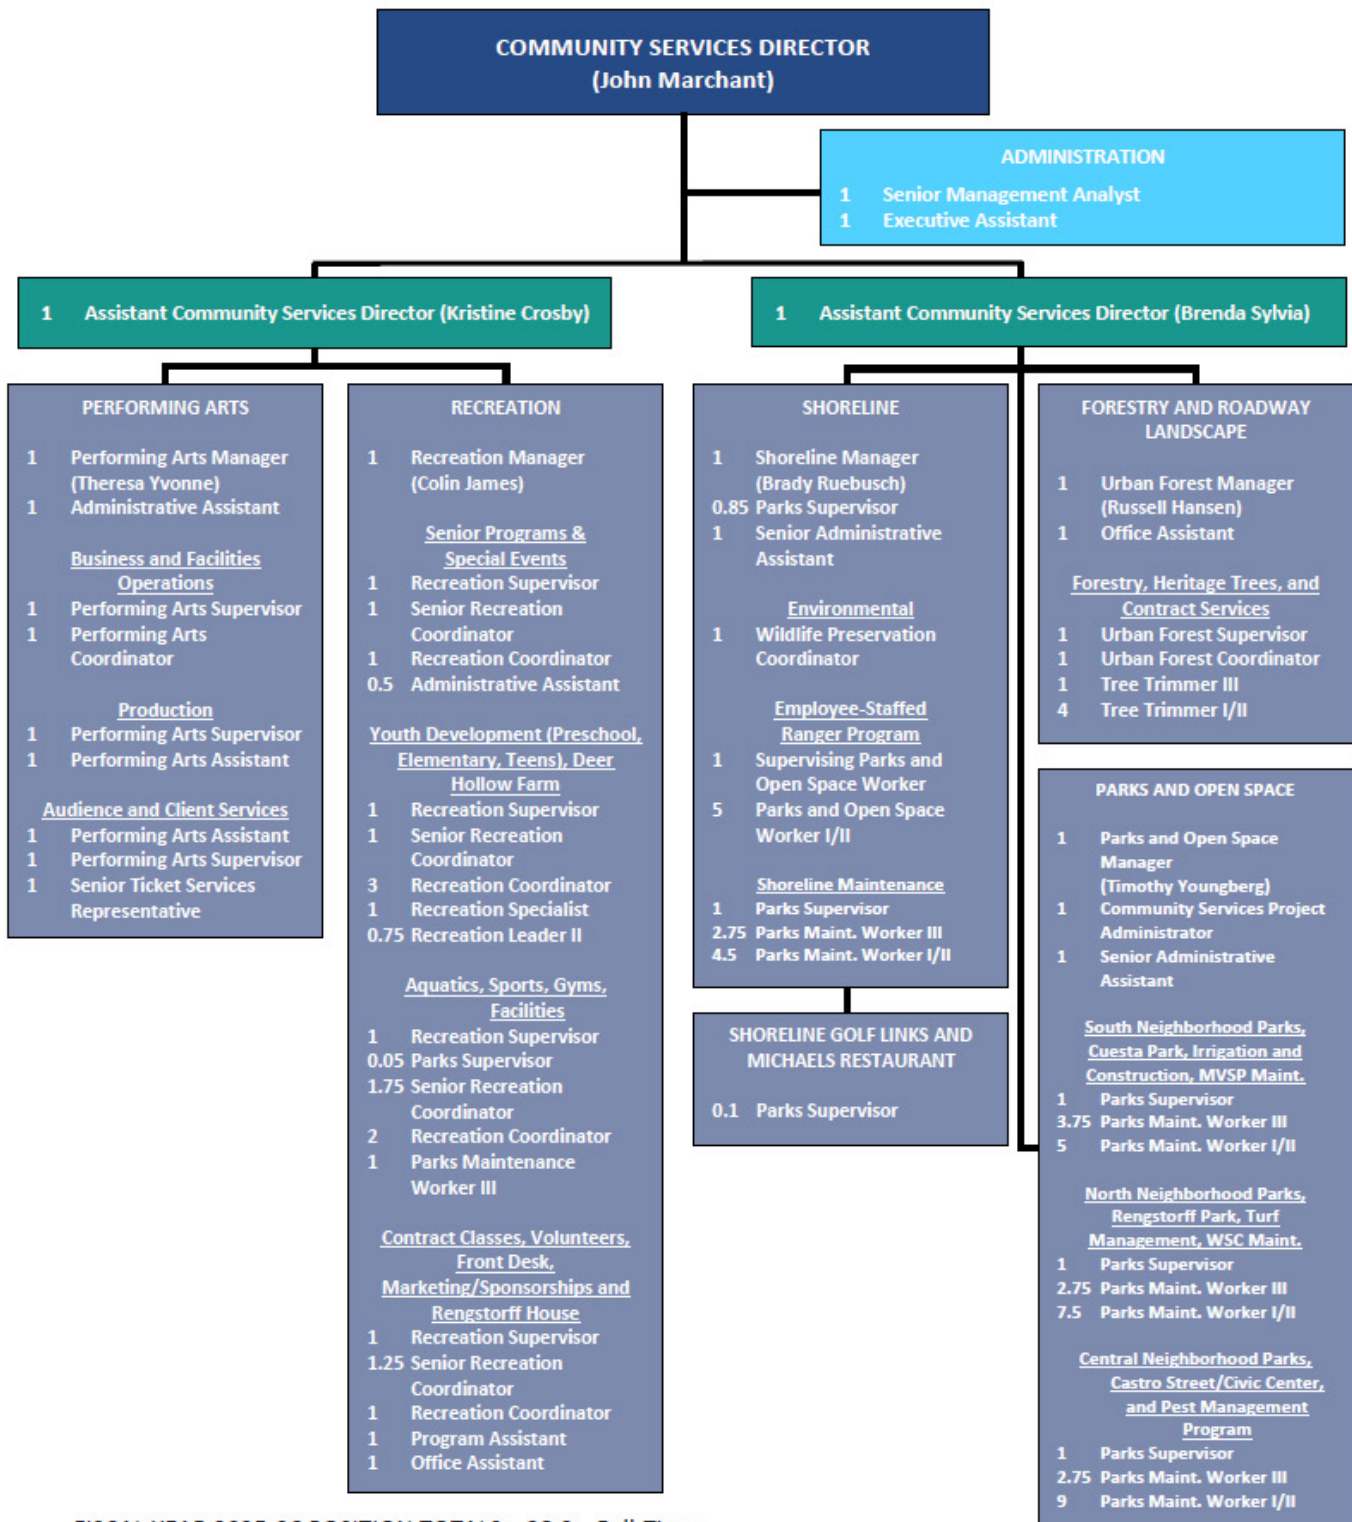 COMMUNITY SERVICES DIRECTOR
(John Marchant)
ADMINISTRATION
1 Senior Management Analyst
1 Executive Assistant
1 Assistant Community Services Director (Kristine Crosby)
1 Assistant Community Services Director (Brenda Sylvia)
PERFORMING ARTS
1 Performing Arts Manager
(Theresa Yvonne)
1 Administrative Assistant
Business and Facilities
Operations
1 Performing Arts Supervisor
1 Performing Arts
Coordinator
Production
1 Performing Arts Supervisor
1 Performing Arts Assistant
Audience and Client Services
1 Performing Arts Assistant
1 Performing Arts Supervisor
1 Senior Ticket Services
Representative
RECREATION
1 Recreation Manager
(Colin James)
Senior Programs &
Special Events
1 Recreation Supervisor
1 Senior Recreation
Coordinator
1 Recreation Coordinator
0.5 Administrative Assistant
Youth Development (Preschool,
Elementary, Teens), Deer
Hollow Farm
1 Recreation Supervisor
1 Senior Recreation
Coordinator
3 Recreation Coordinator
1 Recreation Specialist
0.75 Recreation Leader II
Aquatics, Sports, Gyms,
Facilities
1 Recreation Supervisor
0.05 Parks Supervisor
1.75 Senior Recreation
Coordinator
2 Recreation Coordinator
1 Parks Maintenance
Worker III
Contract Classes, Volunteers,
Front Desk,
Marketing/Sponsorships and
Rengstorff House
1 Recreation Supervisor
1.25 Senior Recreation
Coordinator
1 Recreation Coordinator
1 Program Assistant
1 Office Assistant
SHORELINE
1 Shoreline Manager
(Brady Ruebusch)
0.85 Parks Supervisor
1 Senior Administrative
Assistant
Environmental
1 Wildlife Preservation
Coordinator
Employee-Staffed
Ranger Program
1 Supervising Parks and
Open Space Worker
5 Parks and Open Space
Worker I/II
Shoreline Maintenance
1 Parks Supervisor
2.75 Parks Maint. Worker III
4.5 Parks Maint. Worker I/II
SHORELINE GOLF LINKS AND
MICHAELS RESTAURANT
0.1 Parks Supervisor
FORESTRY AND ROADWAY
LANDSCAPE
1 Urban Forest Manager
(Russell Hansen)
1 Office Assistant
Forestry, Heritage Trees, and
Contract Services
1 Urban Forest Supervisor
1 Urban Forest Coordinator
1 Tree Trimmer III
4 Tree Trimmer I/II
PARKS AND OPEN SPACE
1 Parks and Open Space
Manager
(Timothy Youngberg)
1 Community Services Project
Administrator
1 Senior Administrative
Assistant
South Neighborhood Parks,
Cuesta Park, Irrigation and
Construction, MVSP Maint.
1 Parks Supervisor
3.75 Parks Maint. Worker III
5 Parks Maint. Worker I/II
North Neighborhood Parks,
Rengstorff Park, Turf
Management, WSC Maint.
1 Parks Supervisor
2.75 Parks Maint. Worker III
7.5 Parks Maint. Worker I/II
Central Neighborhood Parks,
Castro Street/Civic Center,
and Pest Management
Program
1 Parks Supervisor
2.75 Parks Maint. Worker III
9 Parks Maint. Worker I/II